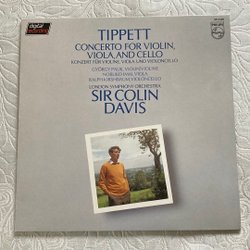 digital
recording
PHILIPS
TIPPETT
CONCERTO FOR VIOLIN,
VIOLA, AND CELLO
KONZERT FÜR VIOLINE, VIOLA UND VIOLONCELLO
GYÖRGY PAUK, VIOLIN/VIOLINE
NOBUKO IMAI, VIOLA
RALPH KIRSHBAUM, VIOLONCELLO
LONDON SYMPHONY ORCHESTRA
SIR COLIN
DAVIS